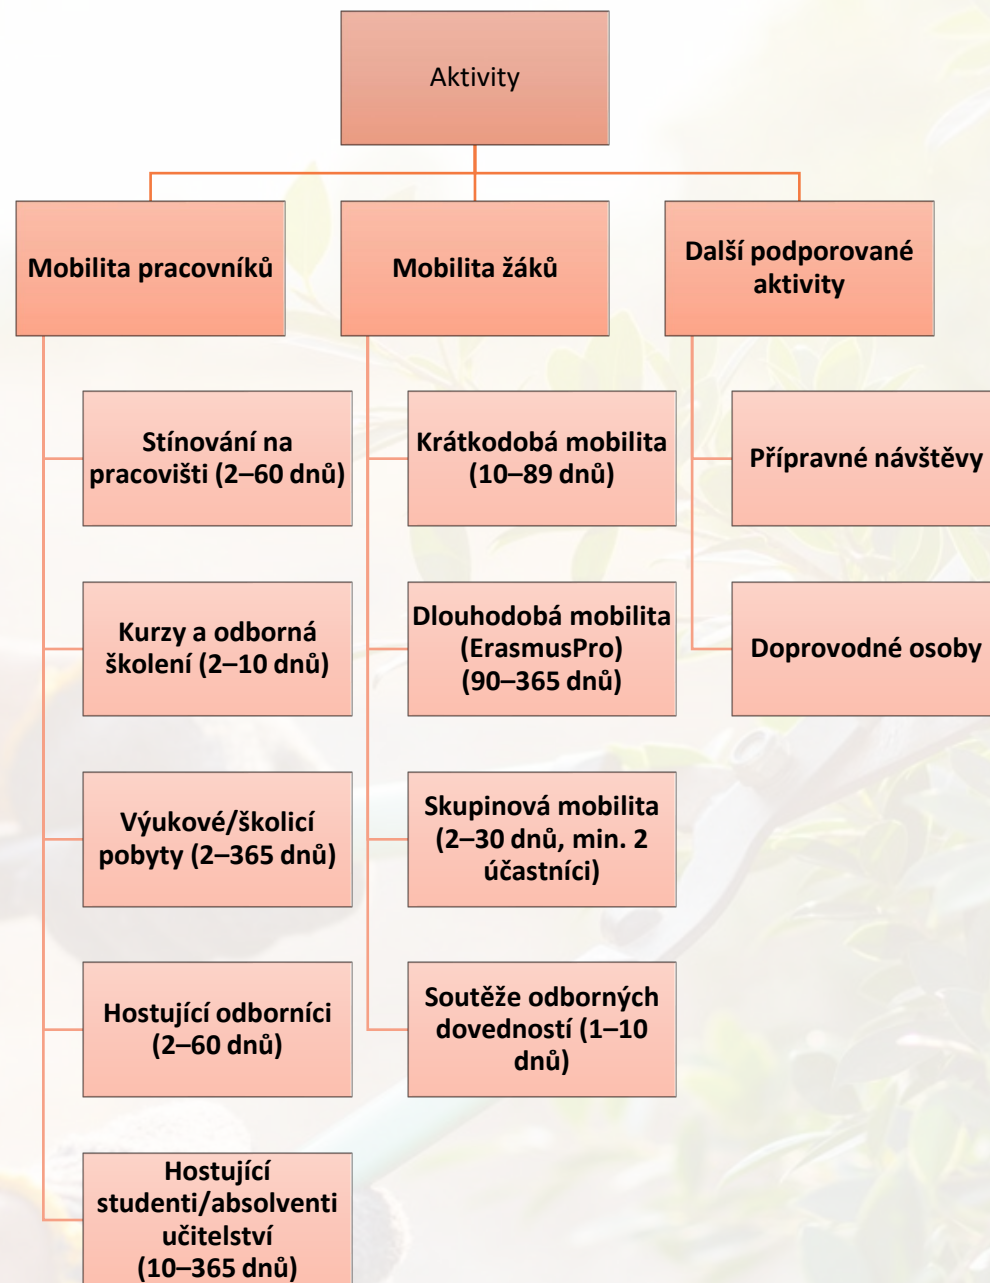 Aktivity
Mobilita pracovníků
Stínování na
pracovišti (2–60 dnů)
Kurzy a odborná
školení (2–10 dnů)
Výukové/školicí
pobyty (2–365 dnů)
Hostující odborníci
(2–60 dnů)
Hostující
studenti/absolventi
učitelství
(10–365 dnů)
Mobilita žáků
Krátkodobá mobilita
(10–89 dnů)
Dlouhodobá mobilita
(ErasmusPro)
(90–365 dnů)
Skupinová mobilita
(2–30 dnů, min. 2
účastníci)
Soutěže odborných
dovedností (1–10
dnů)
Další podporované
aktivity
Přípravné návštěvy
Doprovodné osoby